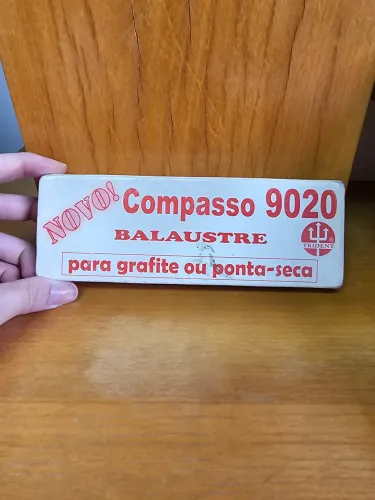 NOVO!
Compasso 9020
BALAUSTRE
TRIDENT
para grafite ou ponta-seca